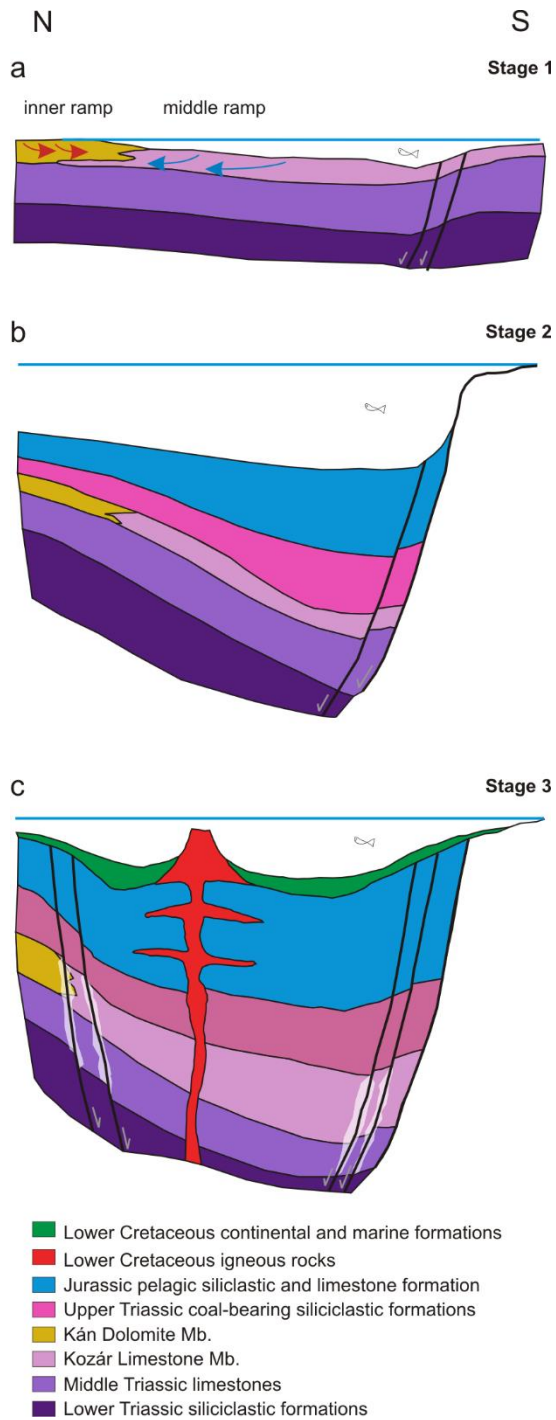 N S
a Stage 1
inner ramp middle ramp
b Stage 2
c Stage 3
Lower Cretaceous continental and marine formations
Lower Cretaceous igneous rocks
Jurassic pelagic siliclastic and limestone formation
Upper Triassic coal-bearing siliciclastic formations
Kán Dolomite Mb.
Kozár Limestone Mb.
Middle Triassic limestones
Lower Triassic siliciclastic formations